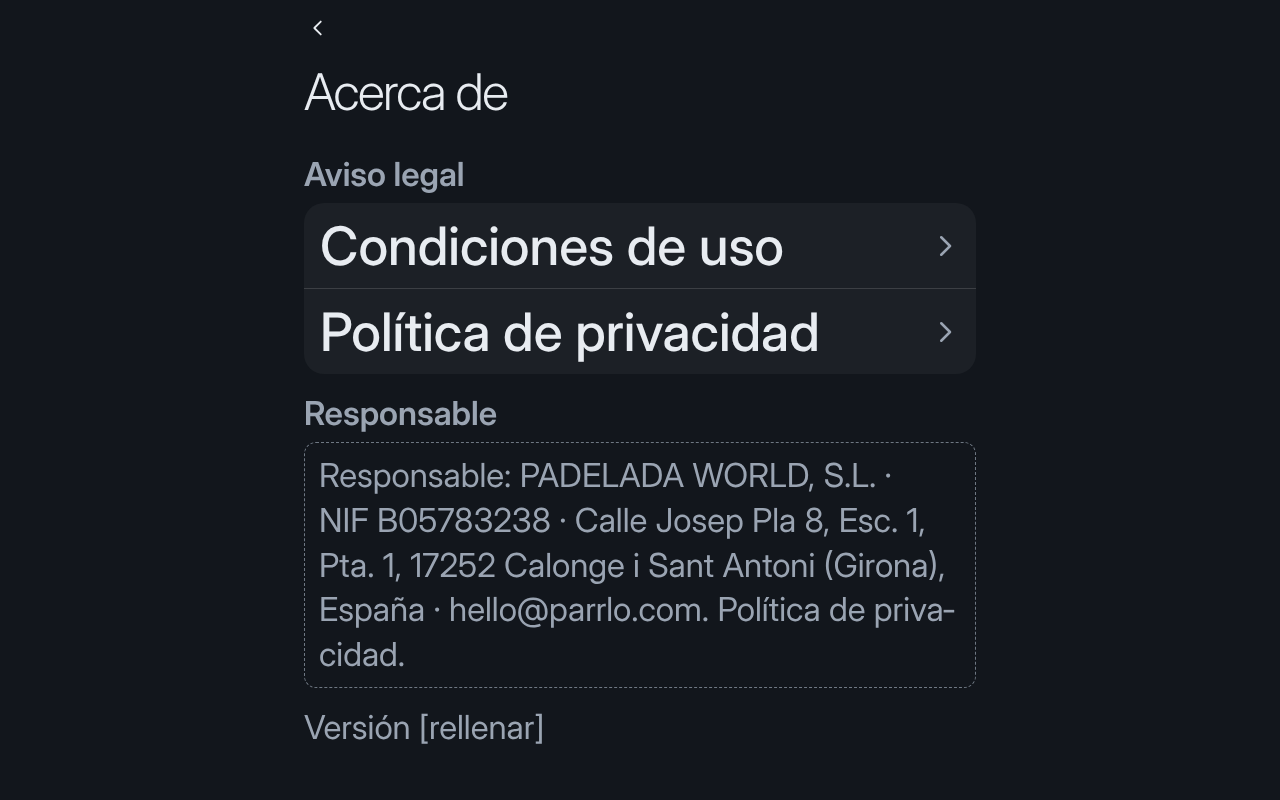 Acerca de
Aviso legal
Condiciones de uso
Política de privacidad
Responsable
Responsable: PADELADA WORLD, S.L. ·
NIF B05783238 · Calle Josep Pla 8, Esc. 1,
Pta. 1, 17252 Calonge i Sant Antoni (Girona),
España · hello@parrlo.com. Política de priva-
cidad.
Versión [rellenar]